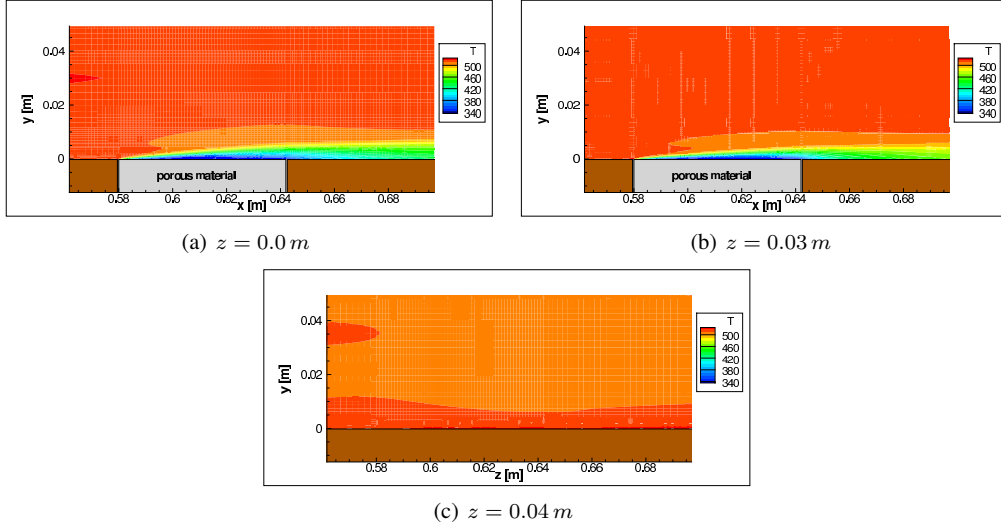 T
500
460
420
380
340
0.04
0.02
0
y [m]
porous material
0.58 0.6 0.62 0.64 0.66 0.68
x [m]
(a) z = 0.0 m
T
500
460
420
380
340
0.04
0.02
0
y [m]
porous material
0.58 0.6 0.62 0.64 0.66 0.68
x [m]
(b) z = 0.03 m
T
500
460
420
380
340
0.04
0.02
0
y [m]
0.58 0.6 0.62 0.64 0.66 0.68
z [m]
(c) z = 0.04 m